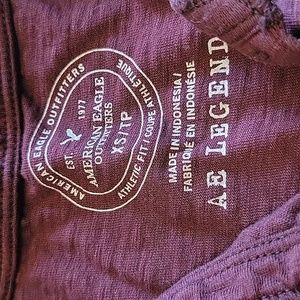 AMERICAN EAGLE OUTFITTERS
EST. 1977
AMERICAN EAGLE
OUTFITTERS
XS/TP
ATHLETIC FIT / COUPE ATHLÉTIQUE
MADE IN INDONESIA /
FABRIQUÉ EN INDONÉSIE
AE LEGEND